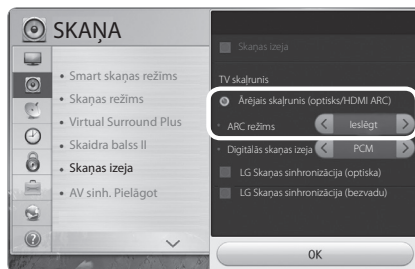 SKAŅA
• Smart skaņas režīms
• Skaņas režīms
• Virtual Surround Plus
• Skaidra balss II
• Skaņas izeja
• AV sinh. Pielāgot
Skaņas izeja
TV skaļrunis
Ārējais skaļrunis (optisks/HDMI ARC)
• ARC režīms < Ieslēgt >
• Digitālās skaņas izeja < PCM >
LG Skaņas sinhronizācija (optiska)
LG Skaņas sinhronizācija (bezvadu)
OK